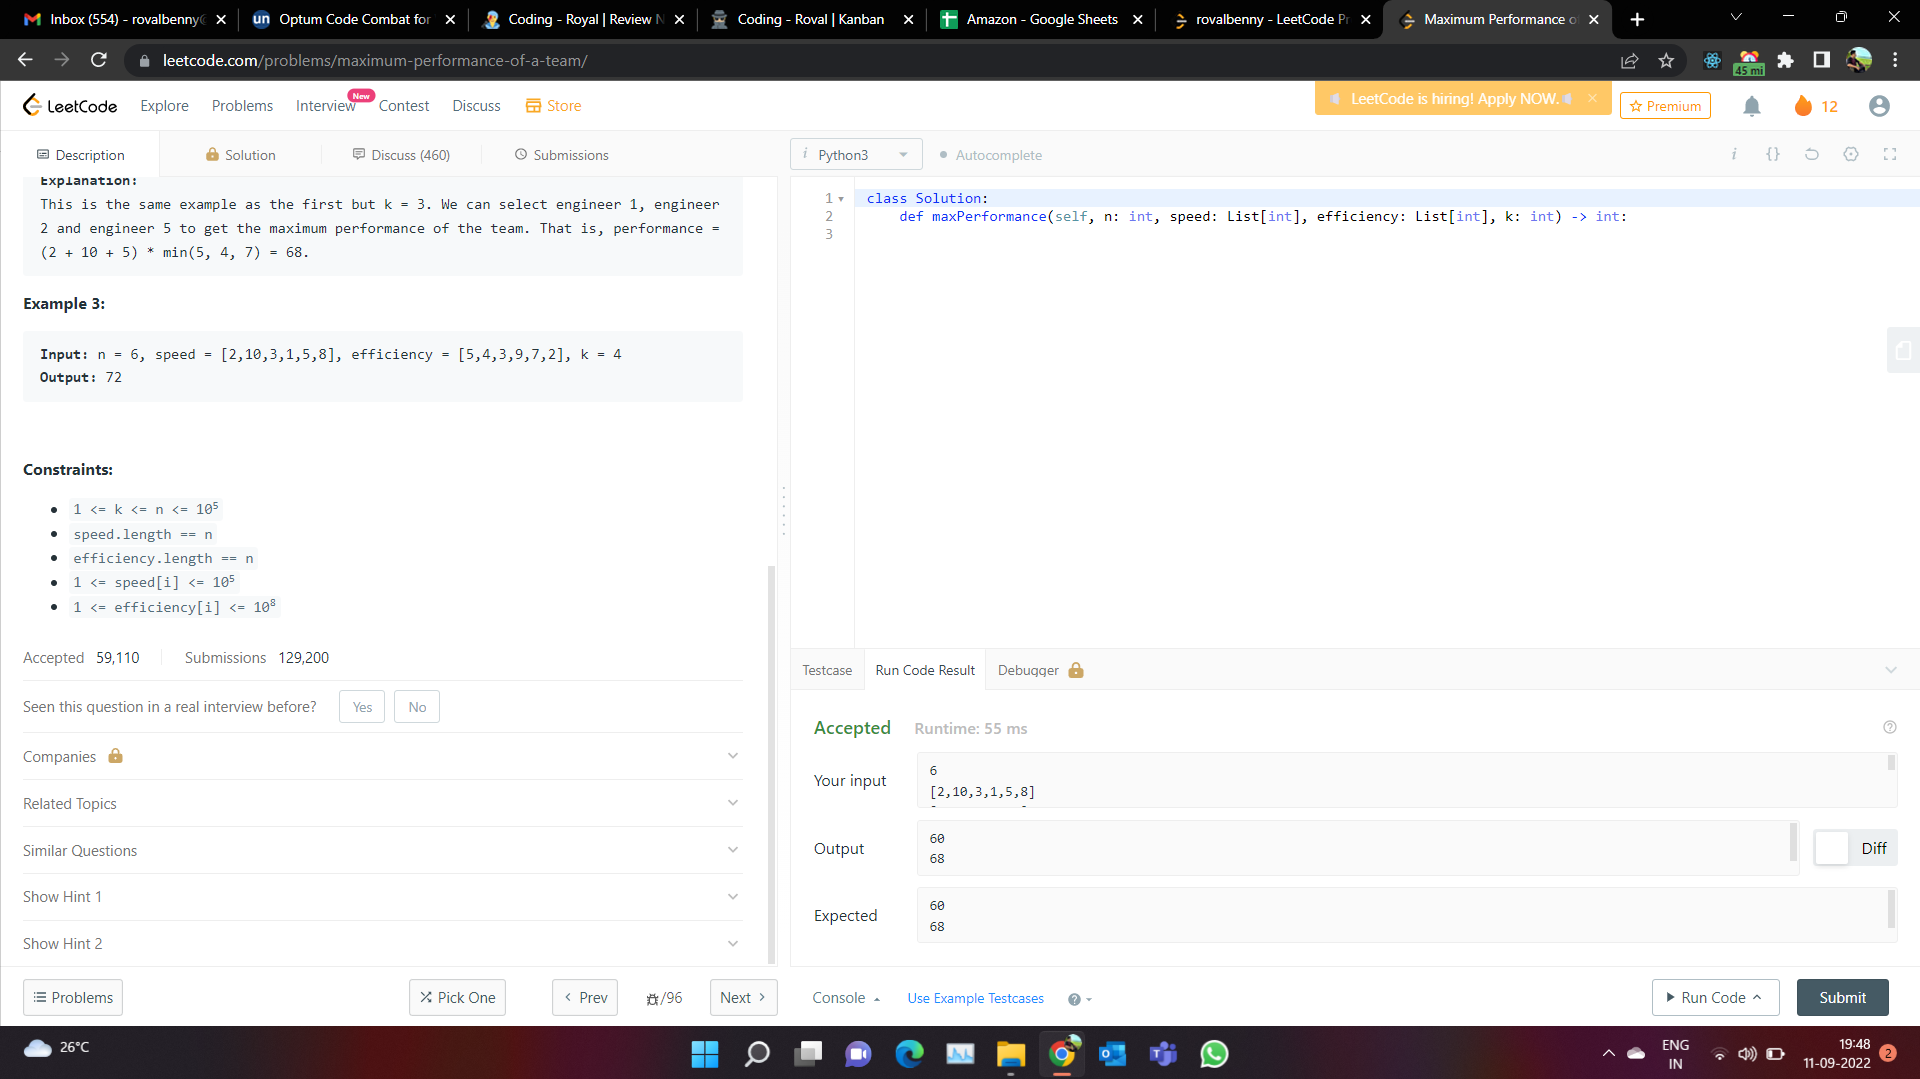 Inbox (554) - rovalbenny@
Optum Code Combat for
Coding - Royal | Review N
Coding - Roval | Kanban
Amazon - Google Sheets
rovalbenny - LeetCode Pr
Maximum Performance o
leetcode.com/problems/maximum-performance-of-a-team/
45 mi
LeetCode
Explore
Problems
Interview
New
Contest
Discuss
Store
LeetCode is hiring! Apply NOW.
Premium
12
Description
Solution
Discuss (460)
Submissions
i Python3
Autocomplete
Explanation:
This is the same example as the first but k = 3. We can select engineer 1, engineer
2 and engineer 5 to get the maximum performance of the team. That is, performance =
(2 + 10 + 5) * min(5, 4, 7) = 68.
Example 3:
Input: n = 6, speed = [2,10,3,1,5,8], efficiency = [5,4,3,9,7,2], k = 4
Output: 72
Constraints:
1 <= k <= n <= 10⁵
speed.length == n
efficiency.length == n
1 <= speed[i] <= 10⁵
1 <= efficiency[i] <= 10⁸
Accepted 59,110
Submissions 129,200
Seen this question in a real interview before?
Yes
No
Companies
Related Topics
Similar Questions
Show Hint 1
Show Hint 2
Problems
Pick One
Prev
/96
Next
1 class Solution:
2 def maxPerformance(self, n: int, speed: List[int], efficiency: List[int], k: int) -> int:
3
Testcase
Run Code Result
Debugger
Accepted
Runtime: 55 ms
Your input
6
[2,10,3,1,5,8]
Output
60
68
Diff
Expected
60
68
Console
Use Example Testcases
Run Code
Submit
26°C
ENG
IN
19:48
11-09-2022
2